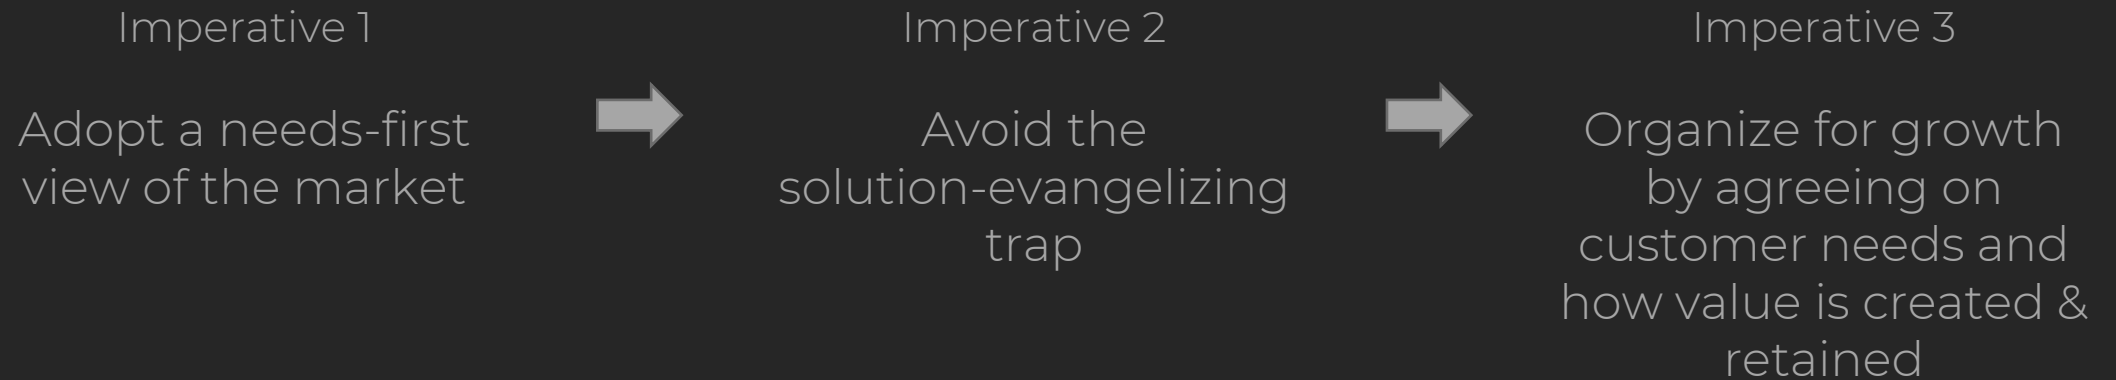 Imperative 1
Adopt a needs-first
view of the market
Imperative 2
Avoid the
solution-evangelizing
trap
Imperative 3
Organize for growth
by agreeing on
customer needs and
how value is created &
retained